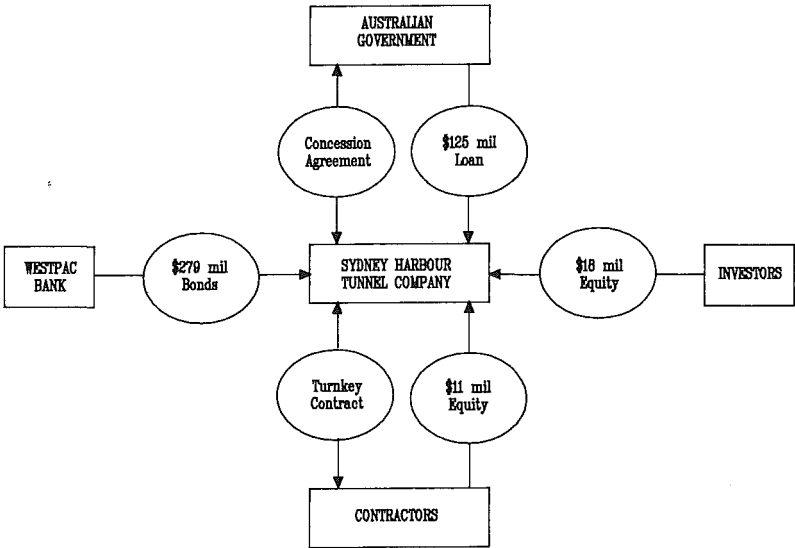 AUSTRALIAN
GOVERNMENT
Concession
Agreement
$125 mil
Loan
WESTPAC
BANK
$279 mil
Bonds
SYDNEY HARBOUR
TUNNEL COMPANY
$18 mil
Equity
INVESTORS
Turnkey
Contract
$11 mil
Equity
CONTRACTORS